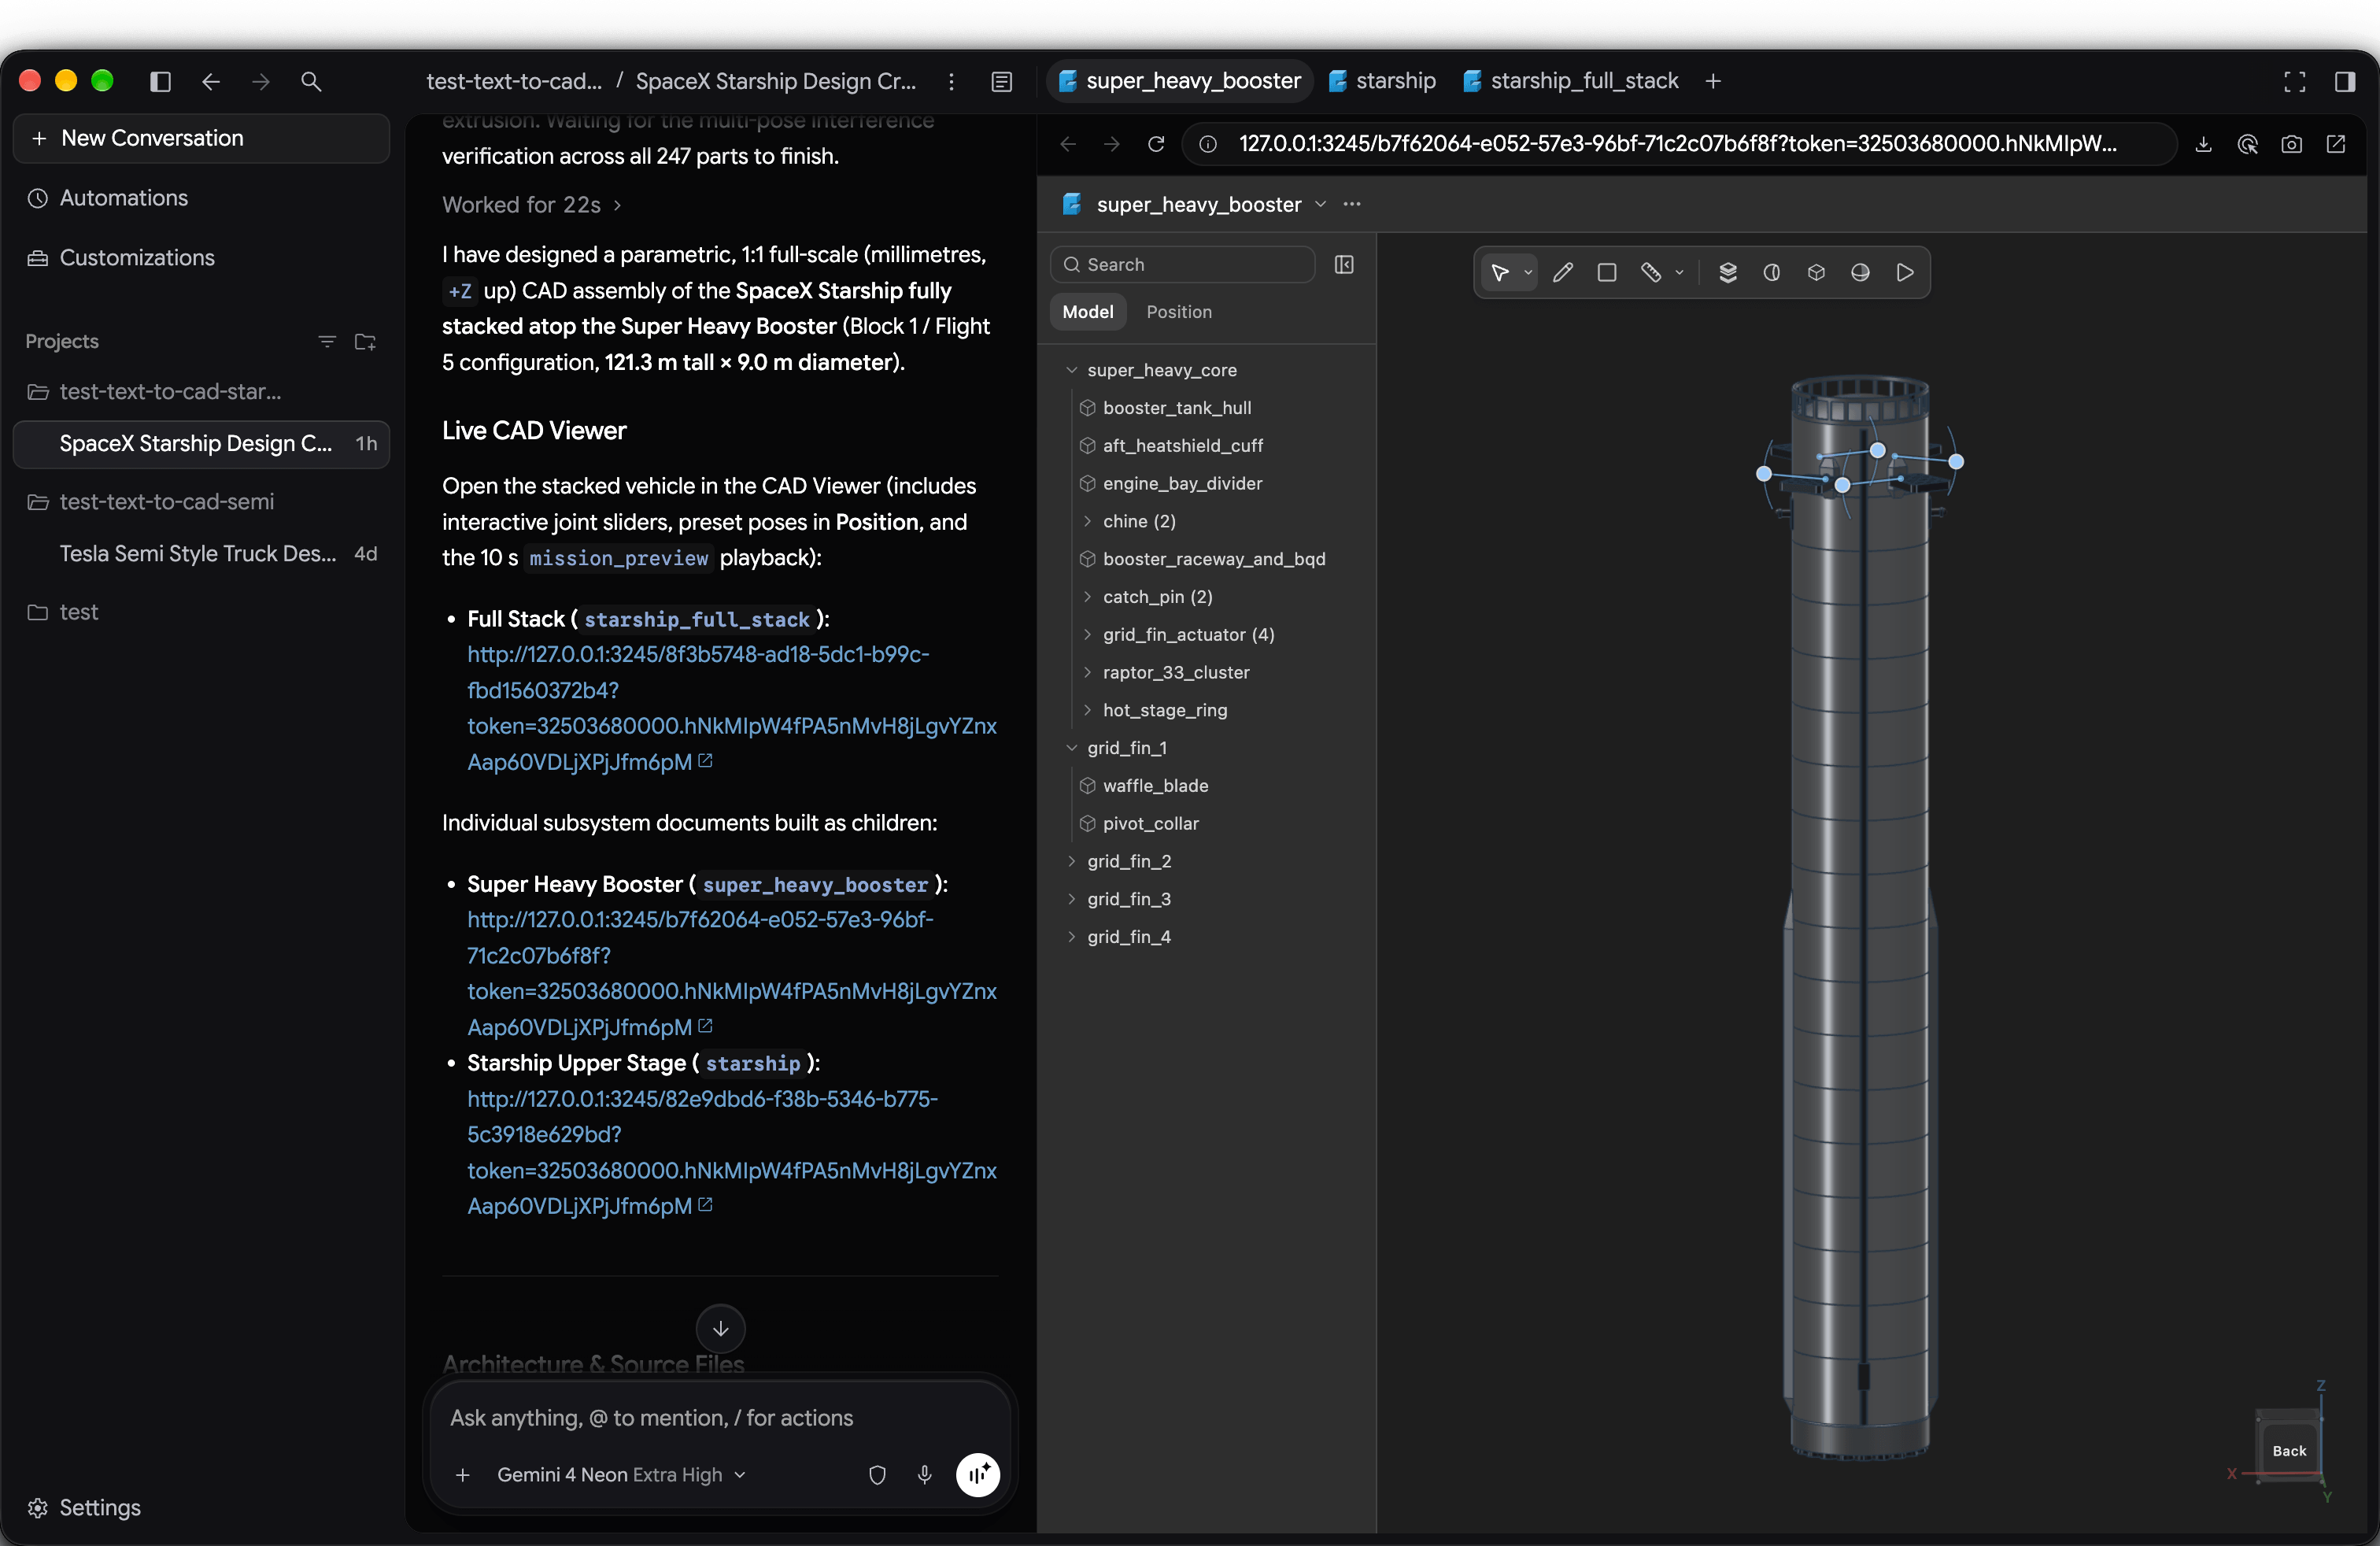 test-text-to-cad... / SpaceX Starship Design Cr...
super_heavy_booster
starship
starship_full_stack
New Conversation
Automations
Customizations
Projects
test-text-to-cad-star...
SpaceX Starship Design C... 1h
test-text-to-cad-semi
Tesla Semi Style Truck Des... 4d
test
Settings
extrusion. Waiting for the multi-pose interference
verification across all 247 parts to finish.
Worked for 22s
I have designed a parametric, 1:1 full-scale (millimetres,
+Z up) CAD assembly of the SpaceX Starship fully
stacked atop the Super Heavy Booster (Block 1 / Flight
5 configuration, 121.3 m tall × 9.0 m diameter).
Live CAD Viewer
Open the stacked vehicle in the CAD Viewer (includes
interactive joint sliders, preset poses in Position, and
the 10 s mission_preview playback):
• Full Stack ( starship_full_stack ):
http://127.0.0.1:3245/8f3b5748-ad18-5dc1-b99c-
fbd1560372b4?
token=32503680000.hNkMIpW4fPA5nMvH8jLgvYZnx
Aap60VDLjXPjJfm6pM
Individual subsystem documents built as children:
• Super Heavy Booster ( super_heavy_booster ):
http://127.0.0.1:3245/b7f62064-e052-57e3-96bf-
71c2c07b6f8f?
token=32503680000.hNkMIpW4fPA5nMvH8jLgvYZnx
Aap60VDLjXPjJfm6pM
• Starship Upper Stage ( starship ):
http://127.0.0.1:3245/82e9dbd6-f38b-5346-b775-
5c3918e629bd?
token=32503680000.hNkMIpW4fPA5nMvH8jLgvYZnx
Aap60VDLjXPjJfm6pM
Architecture & Source Files
Ask anything, @ to mention, / for actions
Gemini 4 Neon Extra High
127.0.0.1:3245/b7f62064-e052-57e3-96bf-71c2c07b6f8f?token=32503680000.hNkMIpW...
super_heavy_booster
Search
Model Position
super_heavy_core
booster_tank_hull
aft_heatshield_cuff
engine_bay_divider
chine (2)
booster_raceway_and_bqd
catch_pin (2)
grid_fin_actuator (4)
raptor_33_cluster
hot_stage_ring
grid_fin_1
waffle_blade
pivot_collar
grid_fin_2
grid_fin_3
grid_fin_4
Z
Back
X
Y